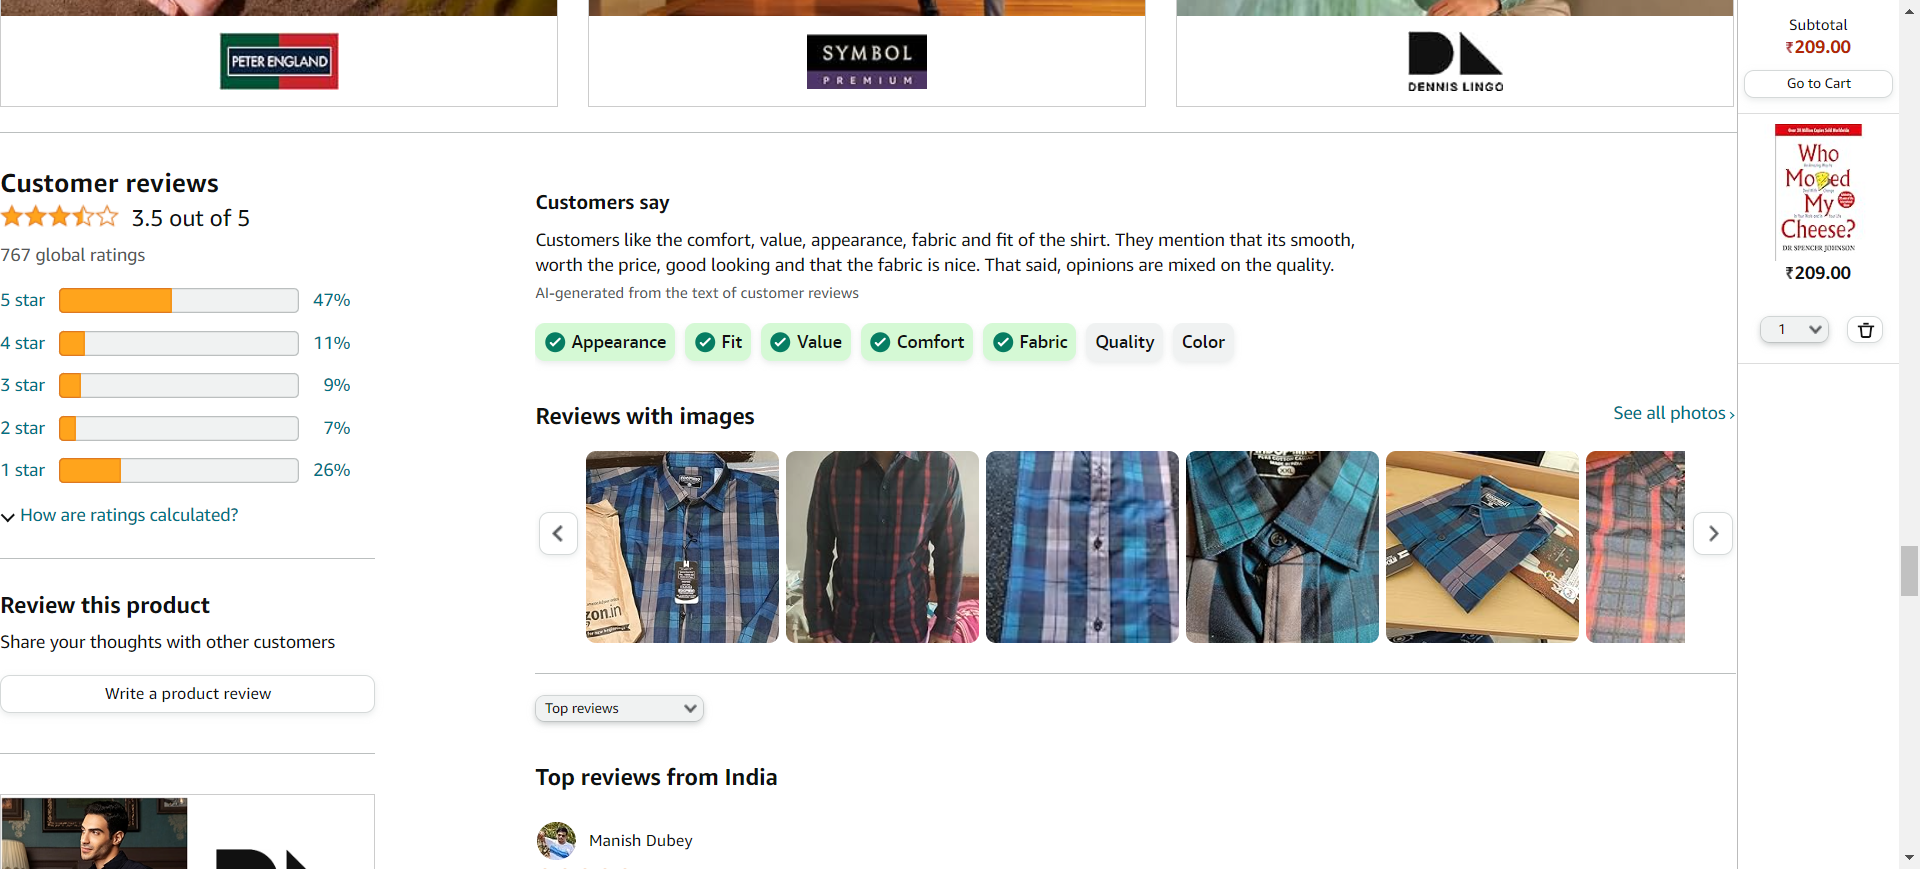 PETER ENGLAND
SYMBOL
PREMIUM
DENNIS LINGO
Subtotal
₹209.00
Go to Cart
Who
Moved
My
Cheese?
DR SPENCER JOHNSON
₹209.00
1
Customer reviews
3.5 out of 5
767 global ratings
5 star 47%
4 star 11%
3 star 9%
2 star 7%
1 star 26%
How are ratings calculated?
Review this product
Share your thoughts with other customers
Write a product review
Customers say
Customers like the comfort, value, appearance, fabric and fit of the shirt. They mention that its smooth,
worth the price, good looking and that the fabric is nice. That said, opinions are mixed on the quality.
AI-generated from the text of customer reviews
Appearance Fit Value Comfort Fabric Quality Color
Reviews with images
See all photos ›
zon.in
MADE IN INDIA
XXL
Top reviews
Top reviews from India
Manish Dubey